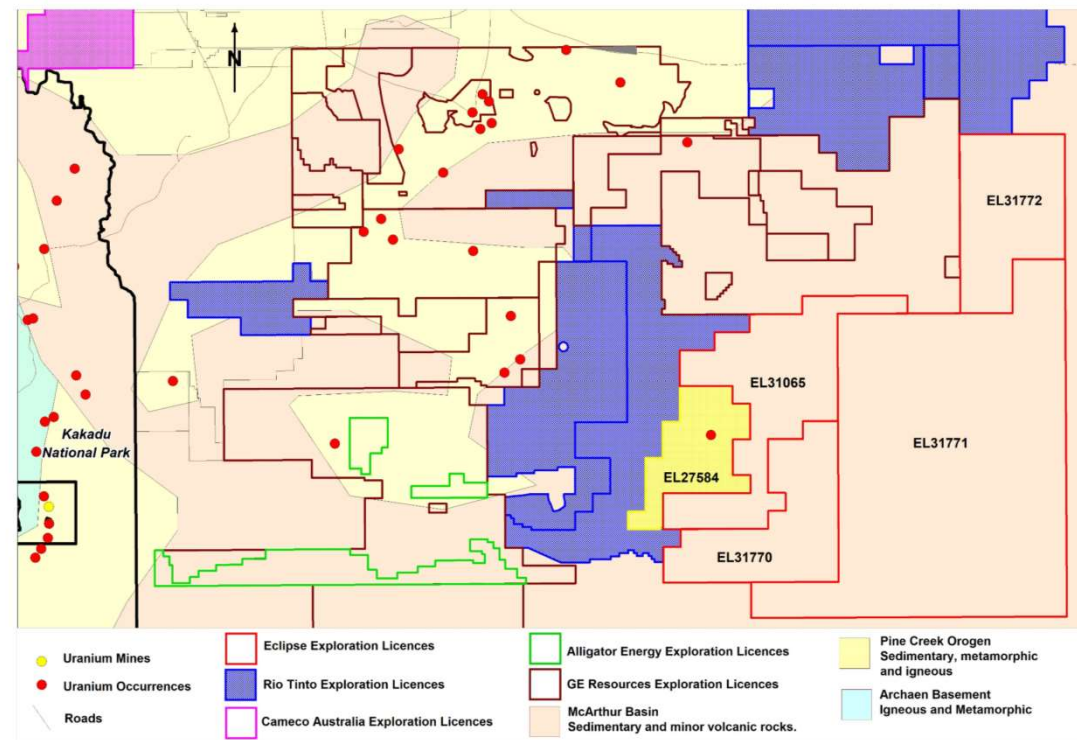 N
EL31772
EL31065
EL31771
Kakadu
National Park
EL27584
EL31770
Uranium Mines
Uranium Occurrences
Roads
Eclipse Exploration Licences
Rio Tinto Exploration Licences
Cameco Australia Exploration Licences
Alligator Energy Exploration Licences
GE Resources Exploration Licences
McArthur Basin
Sedimentary and minor volcanic rocks.
Pine Creek Orogen
Sedimentary, metamorphic
and igneous
Archaen Basement
Igneous and Metamorphic